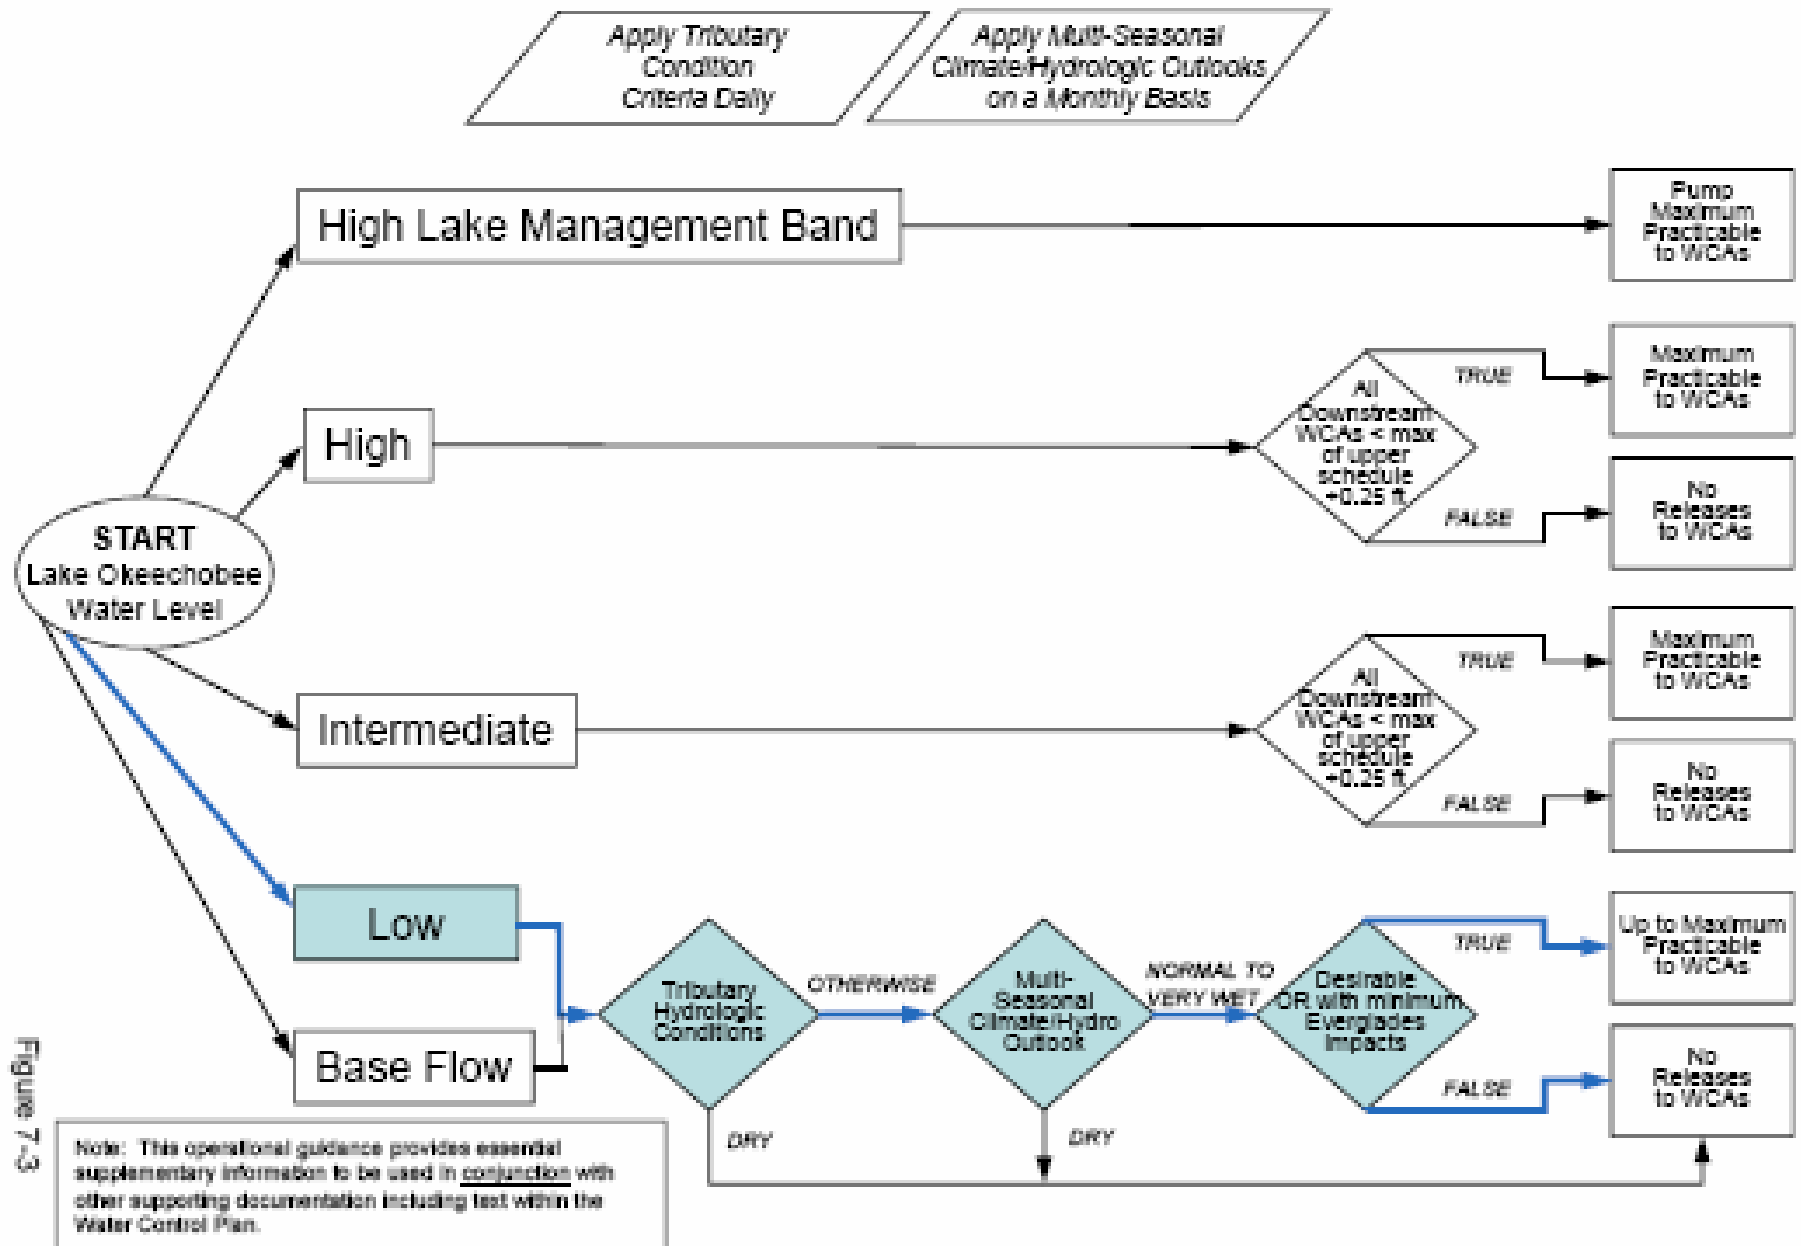 Apply Tributary
Condition
Criteria Daily
Apply Multi-Seasonal
Climate/Hydrologic Outlooks
on a Monthly Basis
High Lake Management Band
Pump
Maximum
Practicable
to WCAs
High
All
Downstream
WCAs < max
of upper
schedule
+0.25 ft
TRUE
Maximum
Practicable
to WCAs
FALSE
No
Releases
to WCAs
START
Lake Okeechobee
Water Level
Intermediate
All
Downstream
WCAs < max
of upper
schedule
+0.25 ft
TRUE
Maximum
Practicable
to WCAs
FALSE
No
Releases
to WCAs
Low
Base Flow
Tributary
Hydrologic
Conditions
OTHERWISE
DRY
Multi-
Seasonal
Climate/Hydro
Outlook
NORMAL TO
VERY WET
DRY
Desirable
OR with minimum
Everglades
Impacts
TRUE
Up to Maximum
Practicable
to WCAs
FALSE
No
Releases
to WCAs
Figure 7-3
Note: This operational guidance provides essential
supplementary information to be used in conjunction with
other supporting documentation including text within the
Water Control Plan.